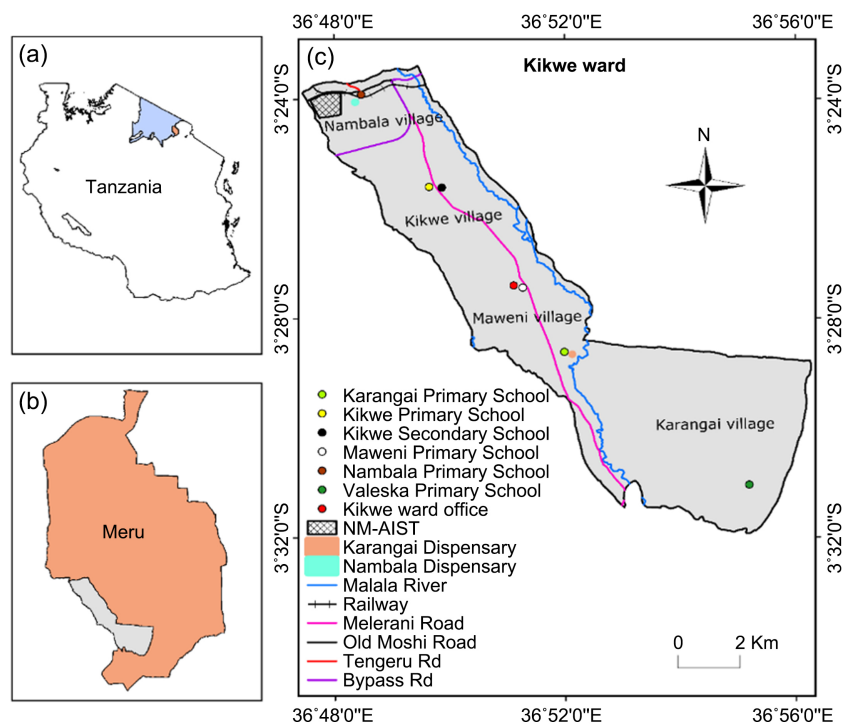 36°48'0"E 36°52'0"E 36°56'0"E
(a)
Tanzania
(b)
Meru
(c)
Kikwe ward
3°24'0"S
3°28'0"S
3°32'0"S
3°24'0"S
3°28'0"S
3°32'0"S
N
Nambala village
Kikwe village
Maweni village
Karangai village
Karangai Primary School
Kikwe Primary School
Kikwe Secondary School
Maweni Primary School
Nambala Primary School
Valeska Primary School
Kikwe ward office
NM-AIST
Karangai Dispensary
Nambala Dispensary
Malala River
Railway
Melerani Road
Old Moshi Road
Tengeru Rd
Bypass Rd
0 2 Km
36°48'0"E 36°52'0"E 36°56'0"E